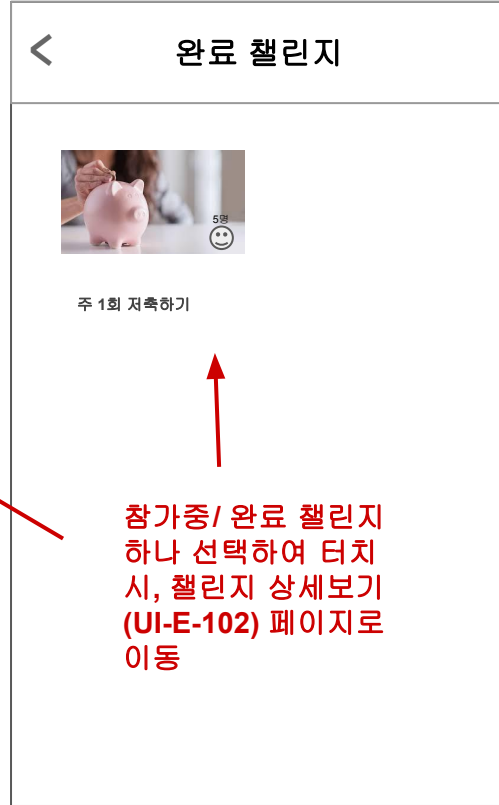 완료 챌린지
5명
주 1회 저축하기
참가중/ 완료 챌린지
하나 선택하여 터치
시, 챌린지 상세보기
(UI-E-102) 페이지로
이동